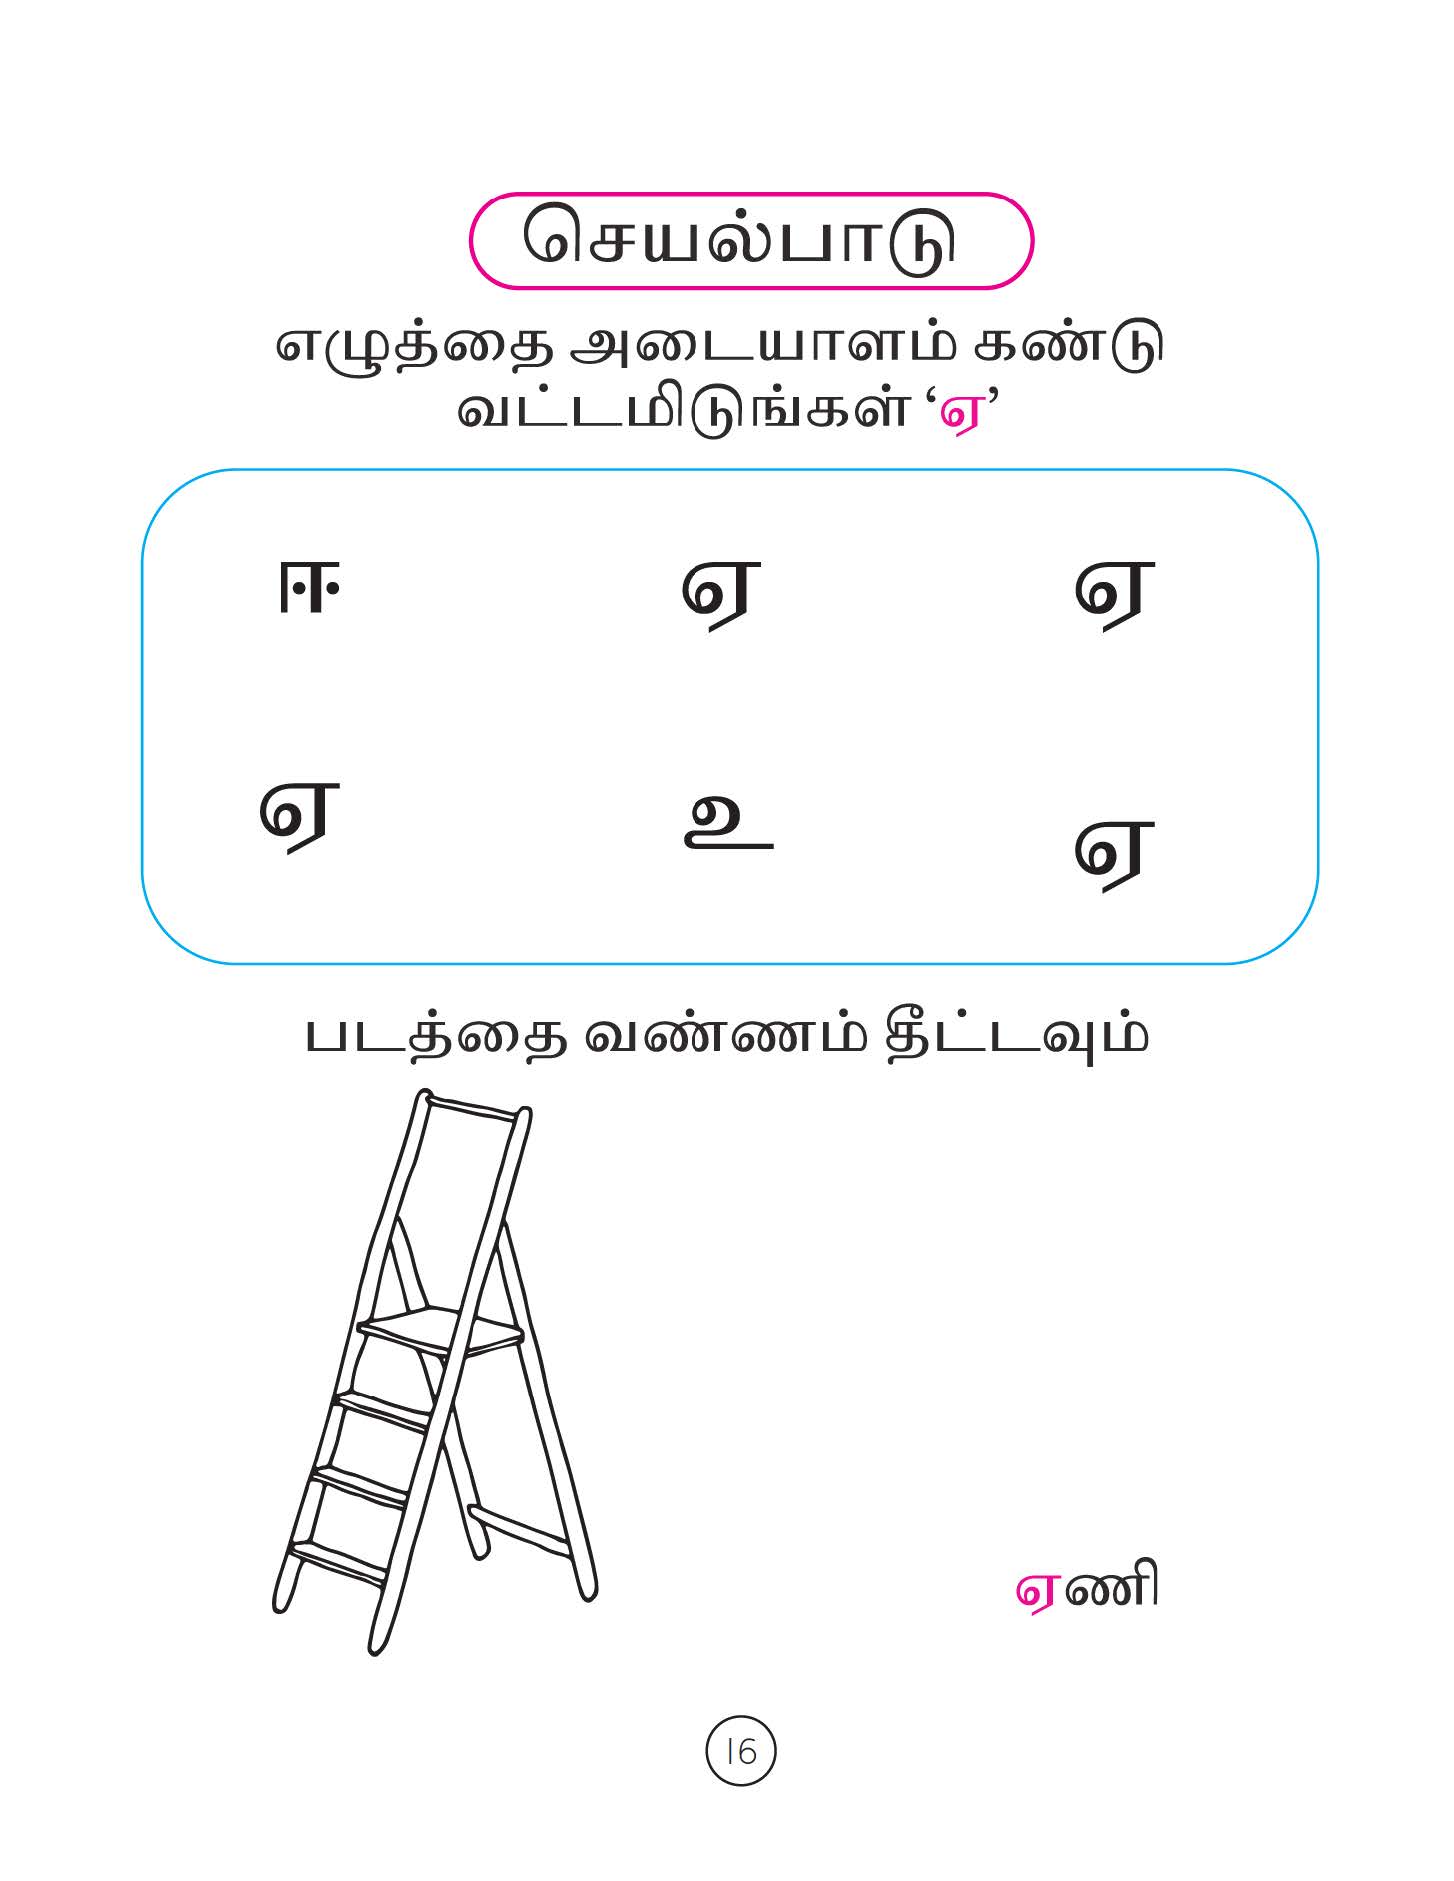 செயல்பாடு
எழுத்தை அடையாளம் கண்டு
வட்டமிடுங்கள் ‘ஏ’
ஈ ஏ ஏ
ஏ உ ஏ
படத்தை வண்ணம் தீட்டவும்
ஏணி
16